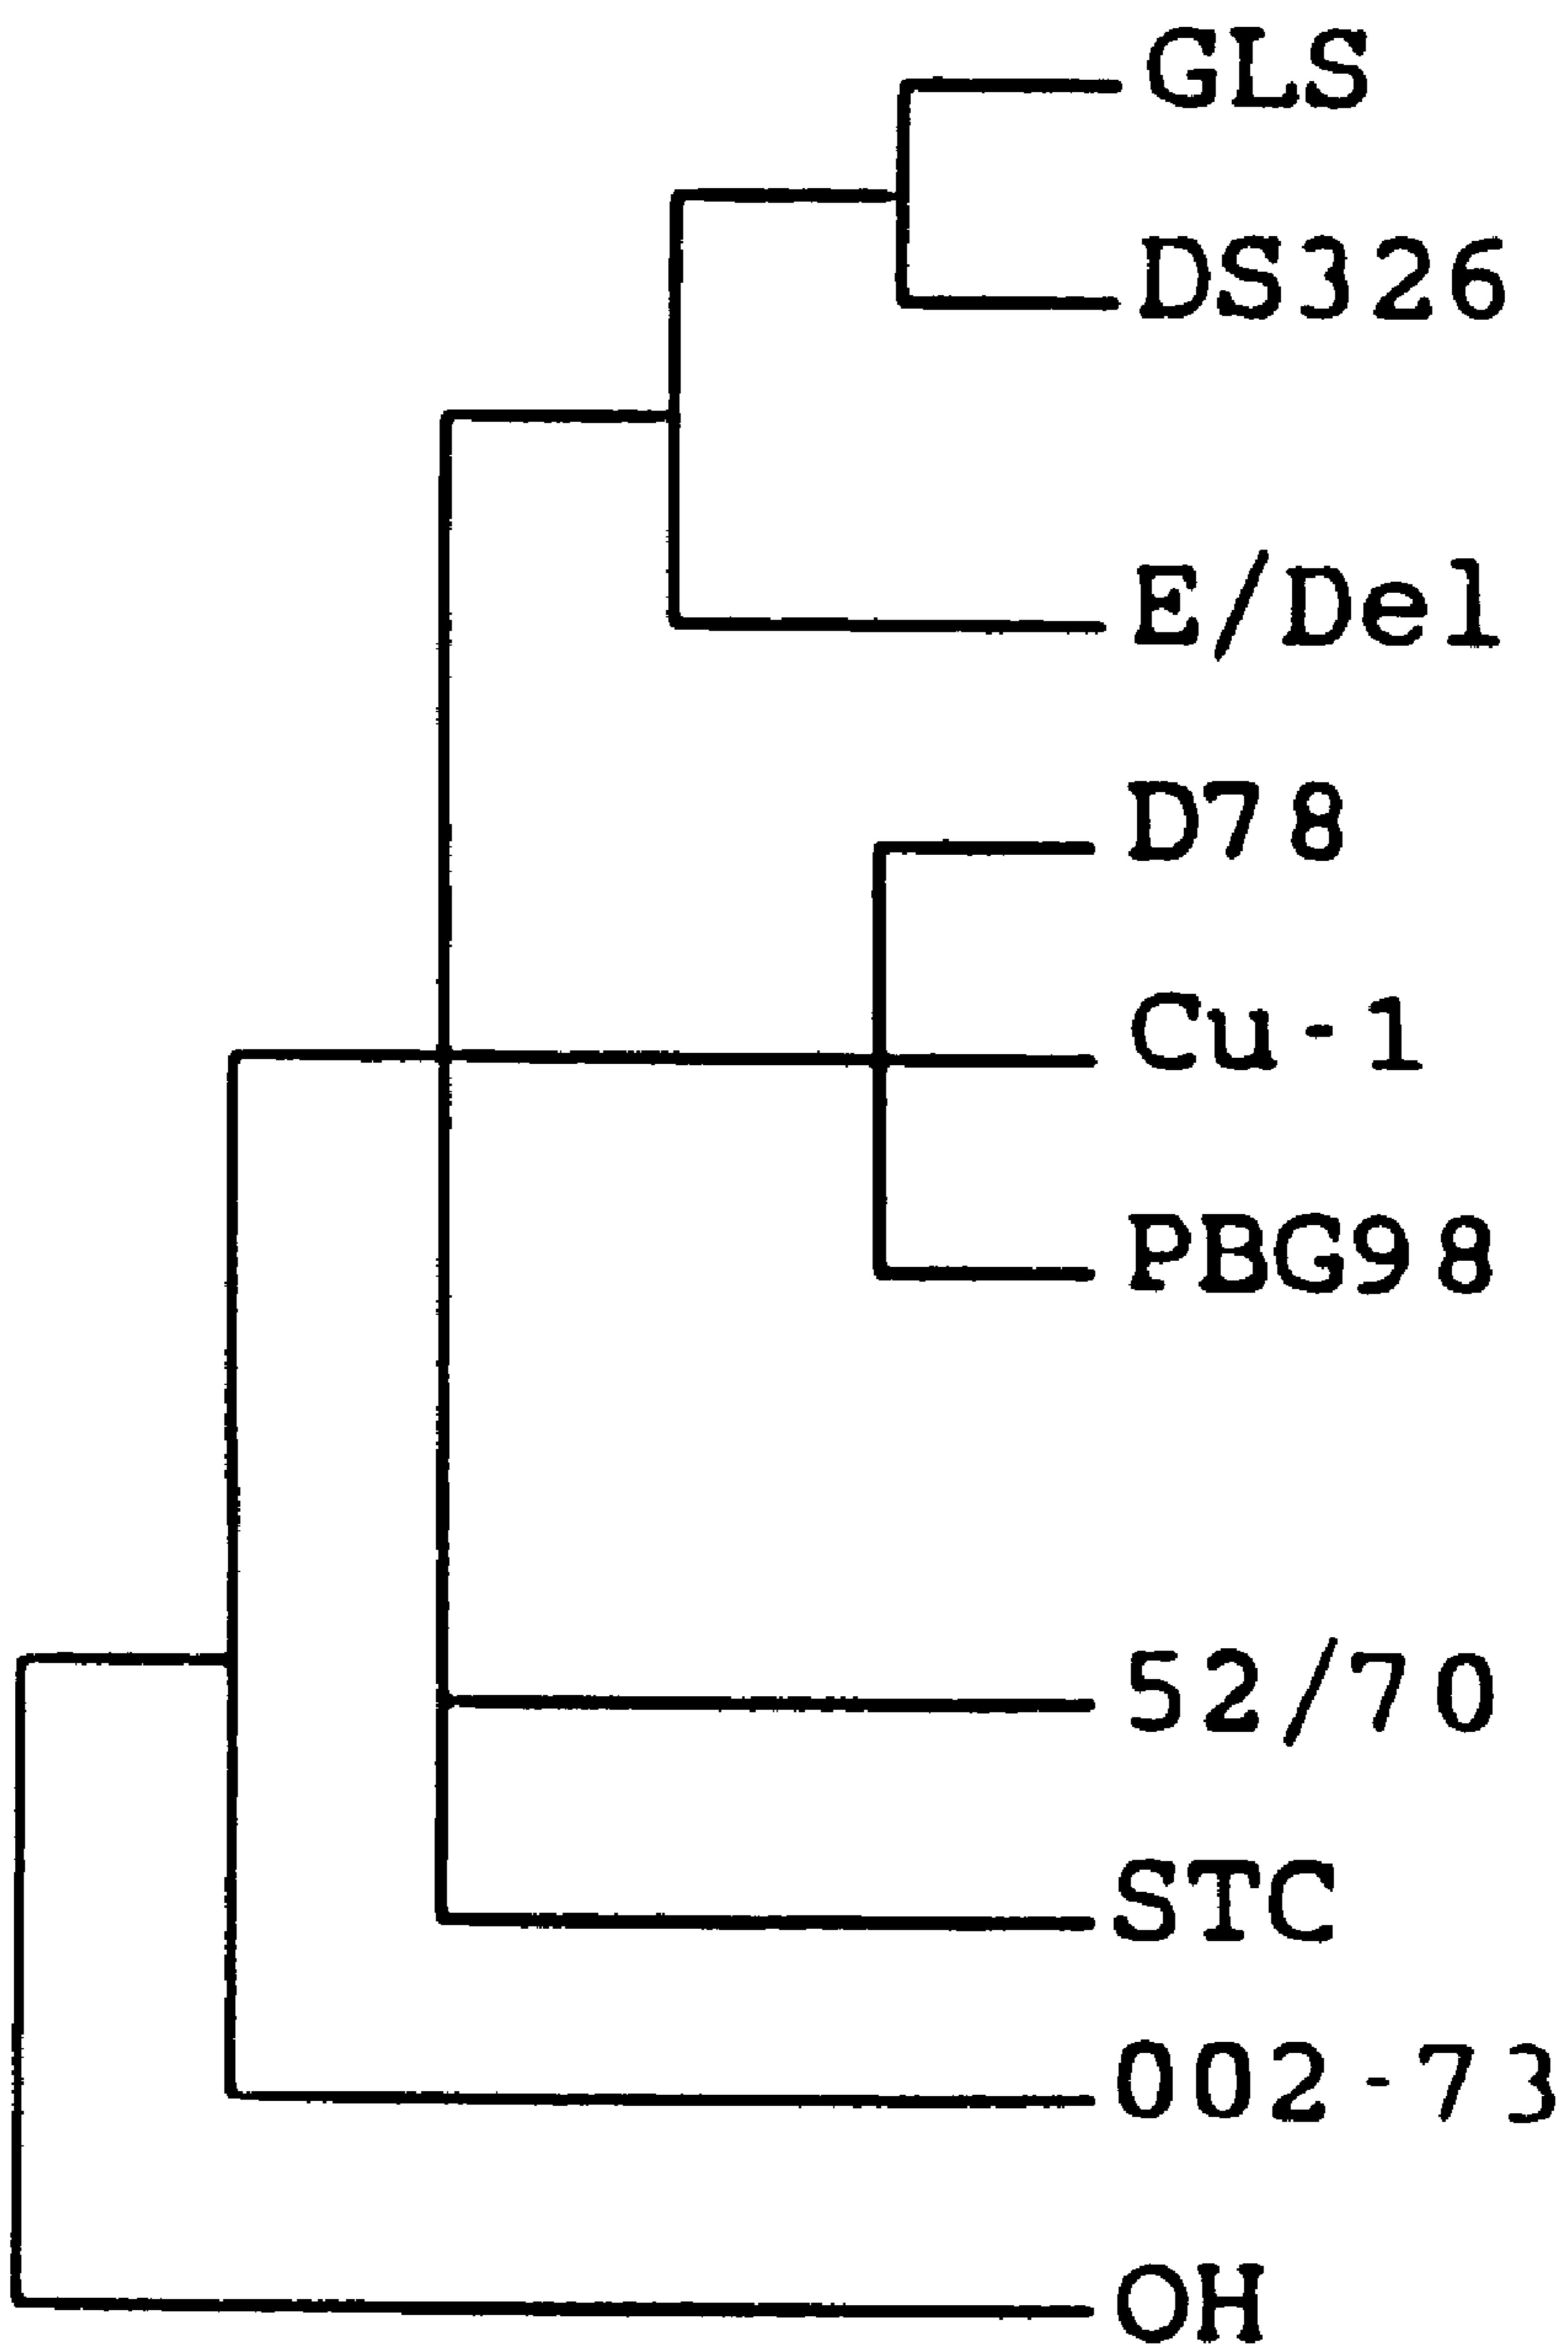 GLS
DS326
E/Del
D78
Cu-1
PBG98
52/70
STC
002-73
OH